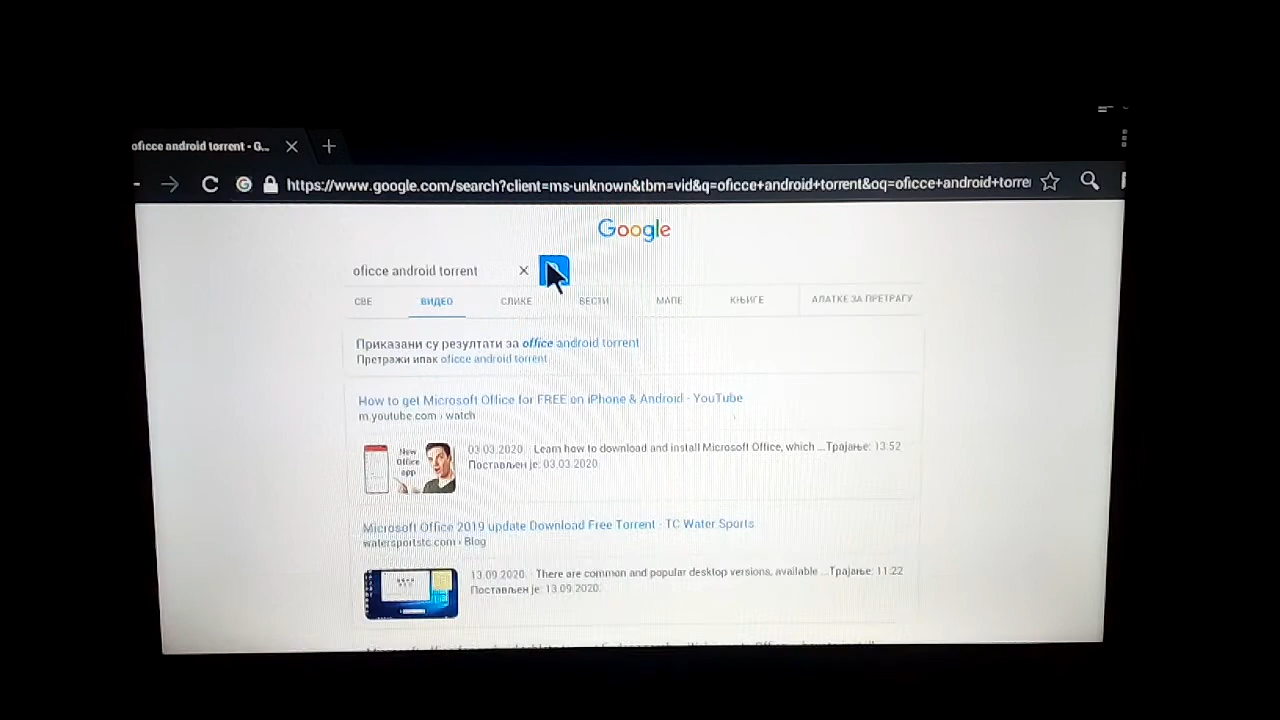 oficce android torrent - G...
https://www.google.com/search?client=ms-unknown&tbm=vid&q=oficce+android+torrent&oq=oficce+android+torre
Google
oficce android torrent
СВЕ ВИДЕО СЛИКЕ ВЕСТИ МАПЕ КЊИГЕ АЛАТКЕ ЗА ПРЕТРАГУ
Приказани су резултати за office android torrent
Претражи ипак oficce android torrent
How to get Microsoft Office for FREE on iPhone & Android - YouTube
m.youtube.com › watch
New
Office
app
03.03.2020. · Learn how to download and install Microsoft Office, which ...Трајање: 13:52
Постављен је: 03.03.2020.
Microsoft Office 2019 update Download Free Torrent - TC Water Sports
watersportstc.com › Blog
13.09.2020. · There are common and popular desktop versions, available ...Трајање: 11:22
Постављен је: 13.09.2020.